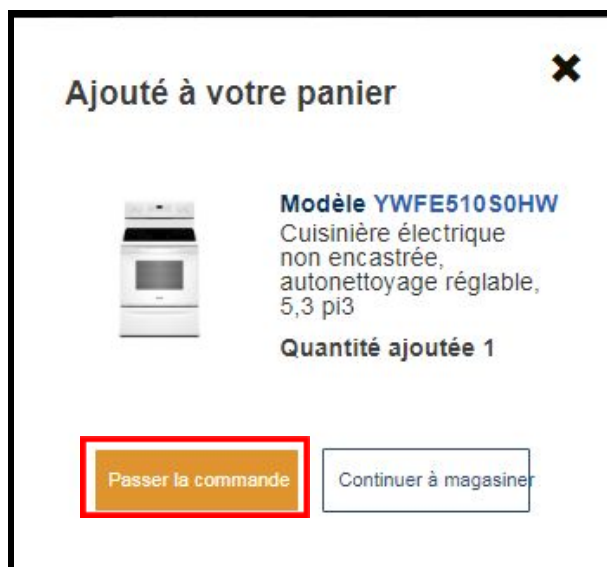 Ajouté à votre panier
Modèle YWFE510S0HW
Cuisinière électrique
non encastrée,
autonettoyage réglable,
5,3 pi3
Quantité ajoutée 1
Passer la commande
Continuer à magasiner